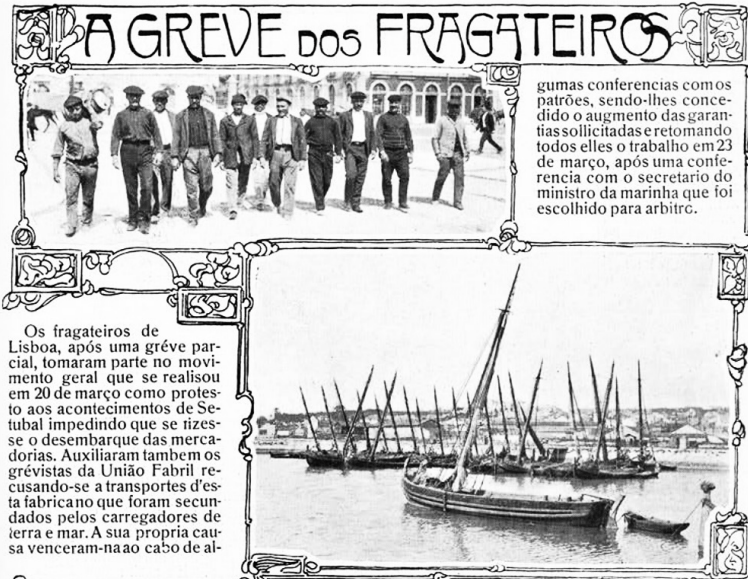 A GREVE DOS FRAGATEIROS
Os fragateiros de
Lisboa, após uma gréve par-
cial, tomaram parte no movi-
mento geral que se realisou
em 20 de março como protes-
to aos acontecimentos de Se-
tubal impedindo que se fizes-
se o desembarque das merca-
dorias. Auxiliaram tambem os
grévistas da União Fabril re-
cusando-se a transportes d'es-
ta fabrica no que foram secun-
dados pelos carregadores de
terra e mar. A sua propria cau-
sa venceram-na ao cabo de al-
gumas conferencias com os
patrões, sendo-lhes conce-
dido o augmento das garan-
tias sollicitadas e retomando
todos elles o trabalho em 23
de março, após uma confe-
rencia com o secretario do
ministro da marinha que foi
escolhido para arbitro.